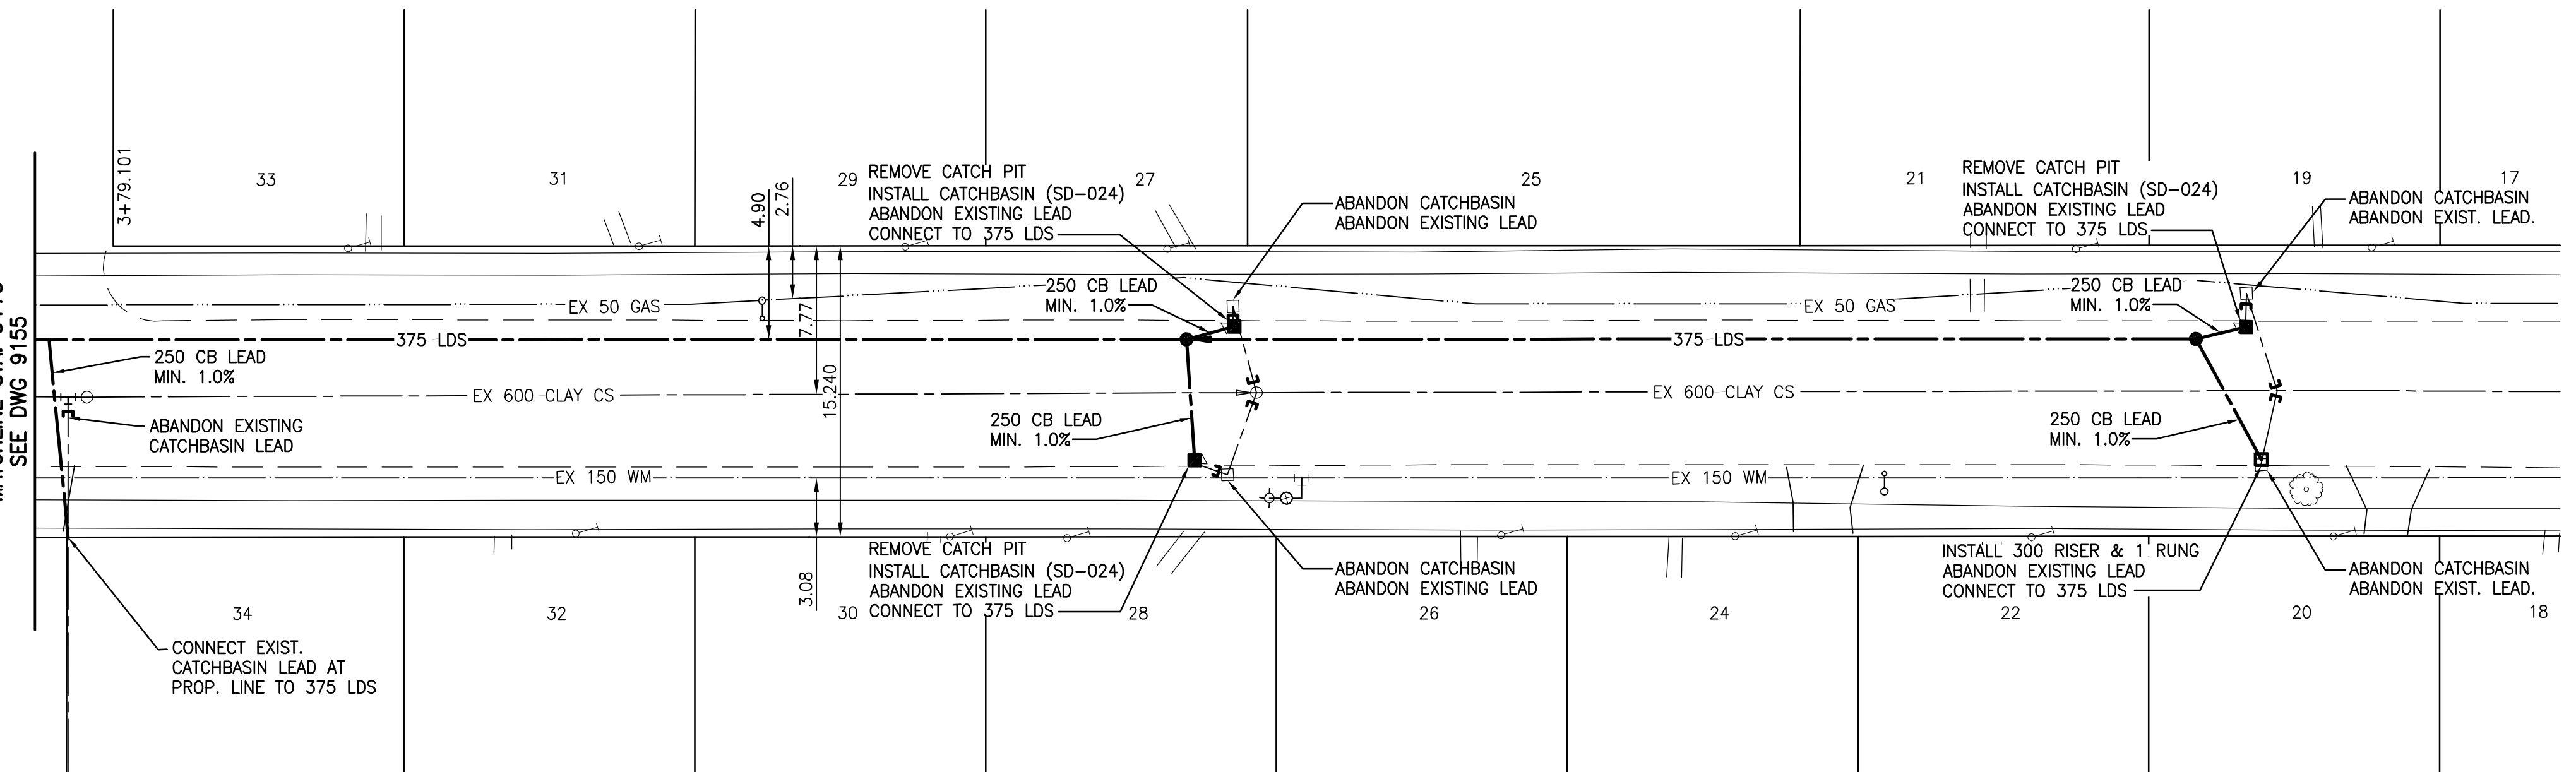 SEE DWG 9155
3+79.101
33
31
29
27
25
21
19
17
4.90
2.76
7.77
15.240
3.08
REMOVE CATCH PIT
INSTALL CATCHBASIN (SD-024)
ABANDON EXISTING LEAD
CONNECT TO 375 LDS
ABANDON CATCHBASIN
ABANDON EXISTING LEAD
REMOVE CATCH PIT
INSTALL CATCHBASIN (SD-024)
ABANDON EXISTING LEAD
CONNECT TO 375 LDS
ABANDON CATCHBASIN
ABANDON EXIST. LEAD.
250 CB LEAD
MIN. 1.0%
250 CB LEAD
MIN. 1.0%
EX 50 GAS
EX 50 GAS
375 LDS
375 LDS
250 CB LEAD
MIN. 1.0%
EX 600 CLAY CS
EX 600 CLAY CS
ABANDON EXISTING
CATCHBASIN LEAD
250 CB LEAD
MIN. 1.0%
250 CB LEAD
MIN. 1.0%
EX 150 WM
EX 150 WM
REMOVE CATCH PIT
INSTALL CATCHBASIN (SD-024)
ABANDON EXISTING LEAD
CONNECT TO 375 LDS
ABANDON CATCHBASIN
ABANDON EXISTING LEAD
INSTALL 300 RISER & 1 RUNG
ABANDON EXISTING LEAD
CONNECT TO 375 LDS
ABANDON CATCHBASIN
ABANDON EXIST. LEAD.
34
32
30
28
26
24
22
20
18
CONNECT EXIST.
CATCHBASIN LEAD AT
PROP. LINE TO 375 LDS